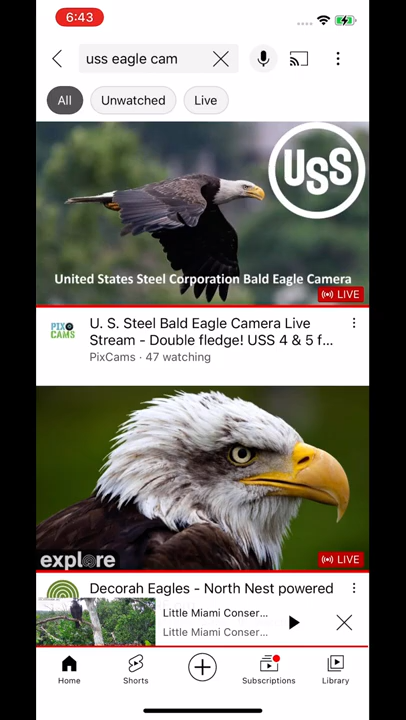 6:43
uss eagle cam
All
Unwatched
Live
USS
United States Steel Corporation Bald Eagle Camera
LIVE
PIX
CAMS
U. S. Steel Bald Eagle Camera Live
Stream - Double fledge! USS 4 & 5 f...
PixCams · 47 watching
explore
LIVE
Decorah Eagles - North Nest powered
Little Miami Conser...
Little Miami Conser...
Home
Shorts
Subscriptions
Library